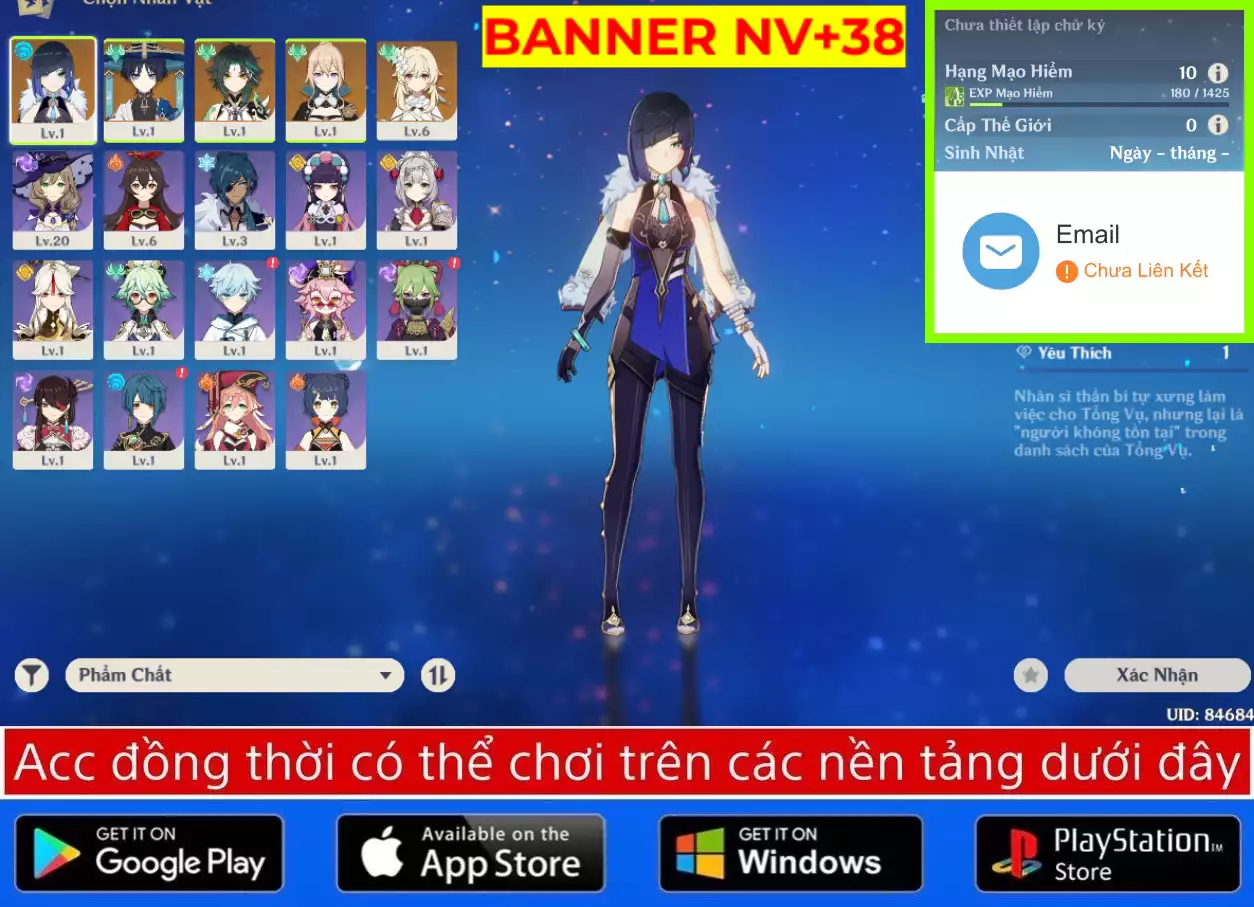 Chọn Nhân Vật
BANNER NV+38
Chưa thiết lập chữ ký
Hạng Mạo Hiểm 10
EXP Mạo Hiểm 180 / 1425
Cấp Thế Giới 0
Sinh Nhật Ngày - tháng -
Email
! Chưa Liên Kết
Lv.1 Lv.1 Lv.1 Lv.1 Lv.6
Lv.20 Lv.6 Lv.3 Lv.1 Lv.1
Lv.1 Lv.1 Lv.1 Lv.1 Lv.1
Lv.1 Lv.1 Lv.1 Lv.1
Yêu Thích 1
Nhân sĩ thần bí tự xưng làm
việc cho Tổng Vụ, nhưng lại là
"người không tồn tại" trong
danh sách của Tổng Vụ.
Phẩm Chất
Xác Nhận
UID: 84684
Acc đồng thời có thể chơi trên các nền tảng dưới đây
GET IT ON
Google Play
Available on the
App Store
GET IT ON
Windows
PlayStation™
Store